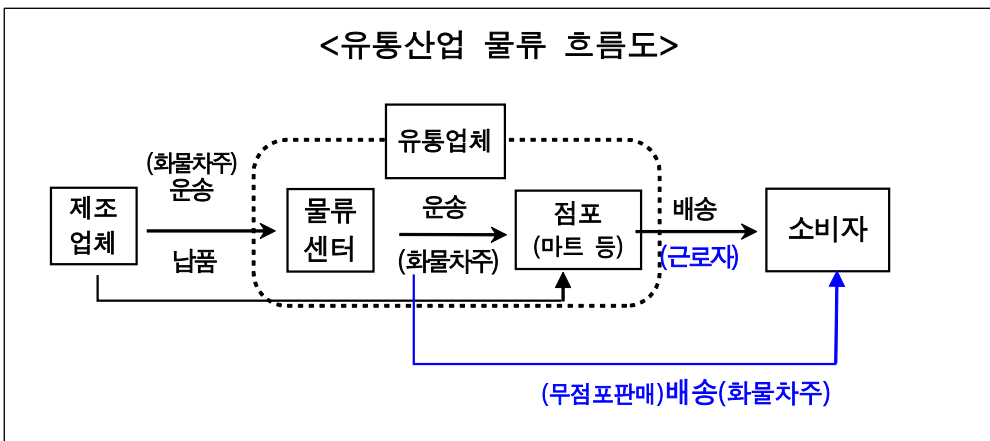 <유통산업 물류 흐름도>
유통업체
(화물차주)
운송
제조
업체
납품
물류
센터
운송
(화물차주)
점포
(마트 등)
배송
(근로자)
소비자
(무점포판매)배송(화물차주)